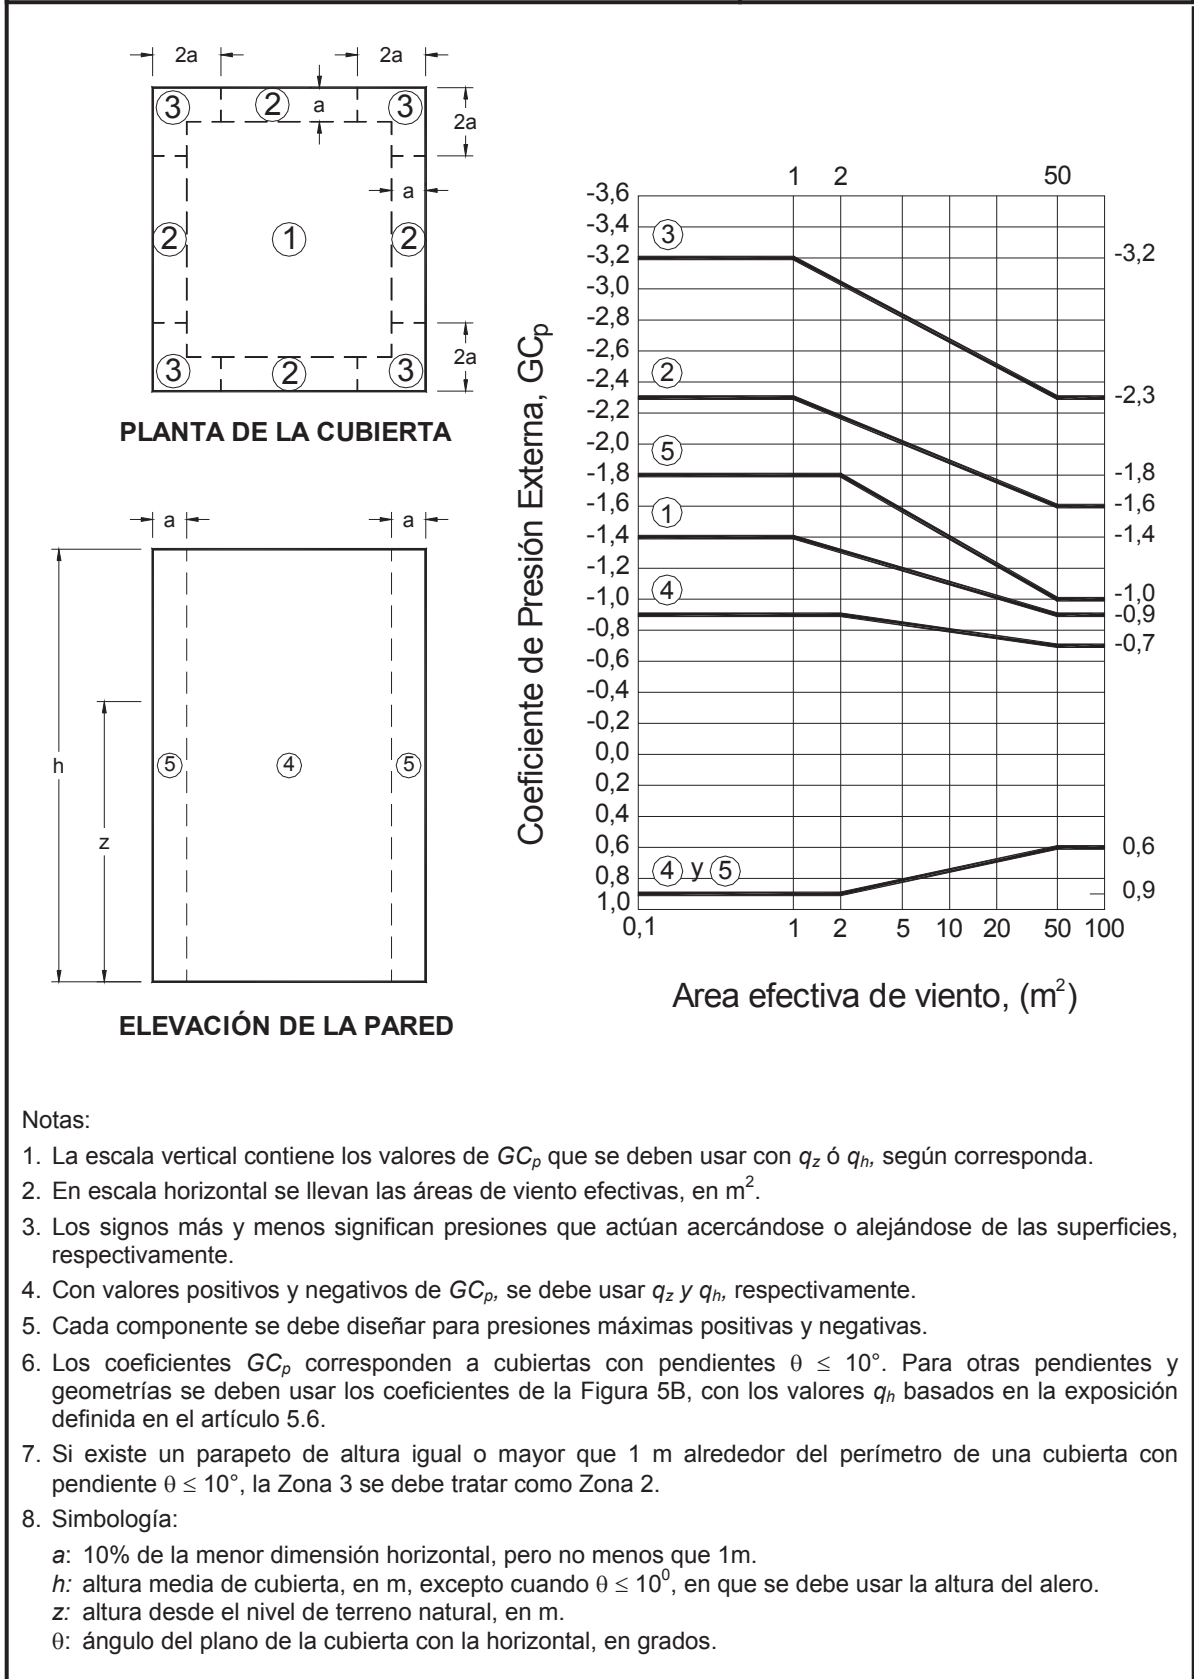 2a 2a
3 2 a 3 2a
a
2 1 2
3 2 3 2a
PLANTA DE LA CUBIERTA
a a
h
z
5 4 5
ELEVACIÓN DE LA PARED
Coeficiente de Presión Externa, GCp
1 2 50
-3,6
-3,4
-3,2
-3,0
-2,8
-2,6
-2,4
-2,2
-2,0
-1,8
-1,6
-1,4
-1,2
-1,0
-0,8
-0,6
-0,4
-0,2
0,0
0,2
0,4
0,6
0,8
1,0
3
2
5
1
4
4 y 5
-3,2
-2,3
-1,8
-1,6
-1,4
-1,0
-0,9
-0,7
0,6
0,9
0,1 1 2 5 10 20 50 100
Area efectiva de viento, (m²)
Notas:
1. La escala vertical contiene los valores de GCp que se deben usar con qz ó qh, según corresponda.
2. En escala horizontal se llevan las áreas de viento efectivas, en m².
3. Los signos más y menos significan presiones que actúan acercándose o alejándose de las superficies,
respectivamente.
4. Con valores positivos y negativos de GCp, se debe usar qz y qh, respectivamente.
5. Cada componente se debe diseñar para presiones máximas positivas y negativas.
6. Los coeficientes GCp corresponden a cubiertas con pendientes θ ≤ 10°. Para otras pendientes y
geometrías se deben usar los coeficientes de la Figura 5B, con los valores qh basados en la exposición
definida en el artículo 5.6.
7. Si existe un parapeto de altura igual o mayor que 1 m alrededor del perímetro de una cubierta con
pendiente θ ≤ 10°, la Zona 3 se debe tratar como Zona 2.
8. Simbología:
a: 10% de la menor dimensión horizontal, pero no menos que 1m.
h: altura media de cubierta, en m, excepto cuando θ ≤ 10⁰, en que se debe usar la altura del alero.
z: altura desde el nivel de terreno natural, en m.
θ: ángulo del plano de la cubierta con la horizontal, en grados.